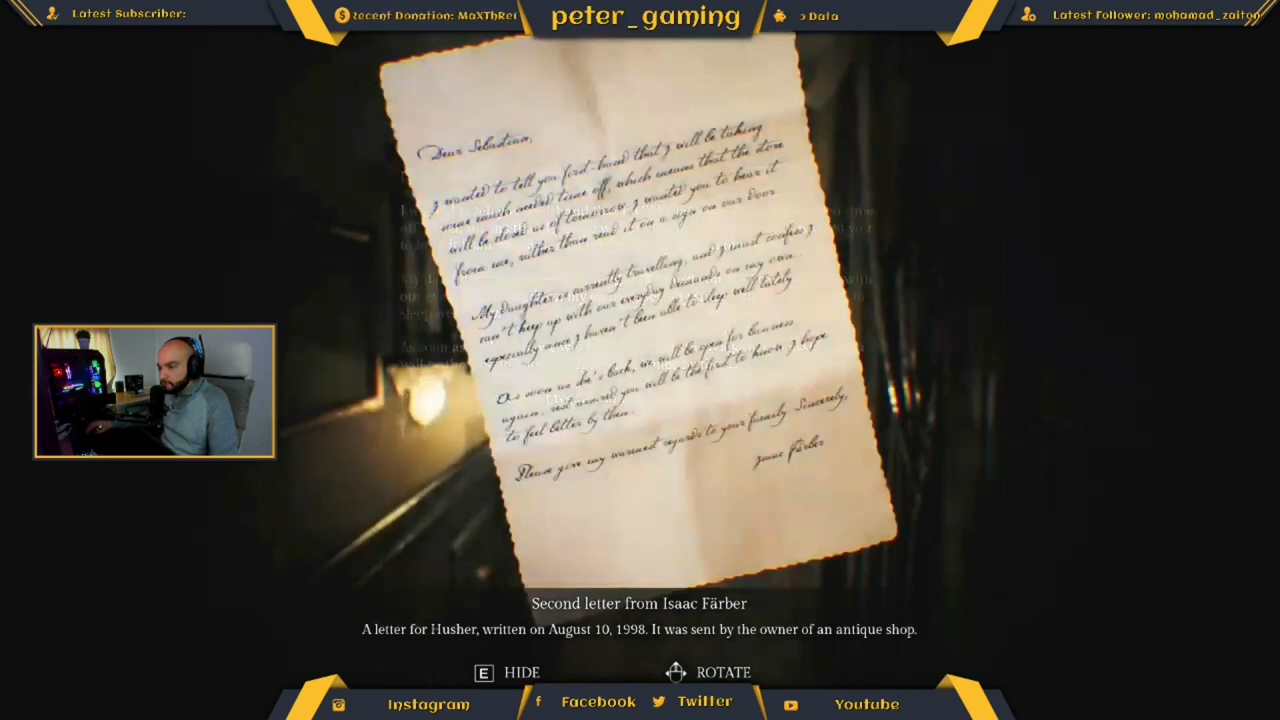 Latest Subscriber:
Recent Donation: MaXThRe
peter_gaming
Data
Latest Follower: mohamad_zaiton
Dear Sebastian,
I wanted to tell you first-hand that I will be taking
some much needed time off, which means that the store
will be closed as of tomorrow. I wanted you to hear it
from me, rather than read it on a sign on our door
My daughter is currently travelling, and I must confess I
can't keep up with our everyday demands on my own.
especially since I haven't been able to sleep well lately
As soon as she's back, we will be open for business
again, rest assured you will be the first to know. I hope
to feel better by then.
Please give my warmest regards to your family. Sincerely,
Isaac Färber
Second letter from Isaac Färber
A letter for Husher, written on August 10, 1998. It was sent by the owner of an antique shop.
E HIDE
ROTATE
Instagram
Facebook
Twitter
Youtube